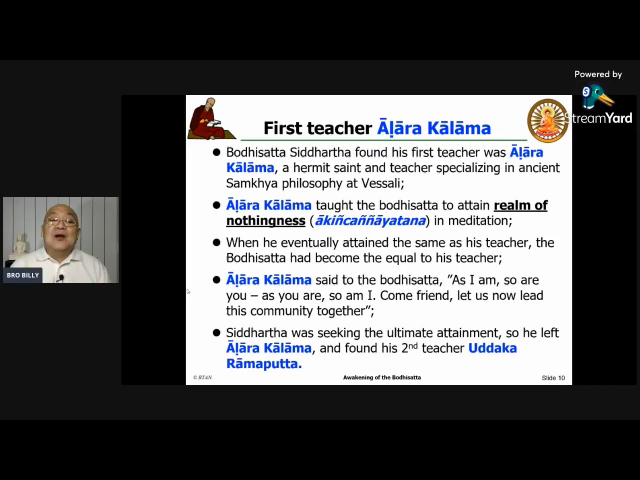 Powered by
StreamYard
First teacher Āḷāra Kālāma
● Bodhisatta Siddhartha found his first teacher was Āḷāra
Kālāma, a hermit saint and teacher specializing in ancient
Samkhya philosophy at Vessali;
● Āḷāra Kālāma taught the bodhisatta to attain realm of
nothingness (ākiñcaññāyatana) in meditation;
● When he eventually attained the same as his teacher, the
Bodhisatta had become the equal to his teacher;
● Āḷāra Kālāma said to the bodhisatta, ”As I am, so are
you – as you are, so am I. Come friend, let us now lead
this community together”;
● Siddhartha was seeking the ultimate attainment, so he left
Āḷāra Kālāma, and found his 2nd teacher Uddaka
Rāmaputta.
BRO BILLY
© BTAN
Awakening of the Bodhisatta
Slide 10